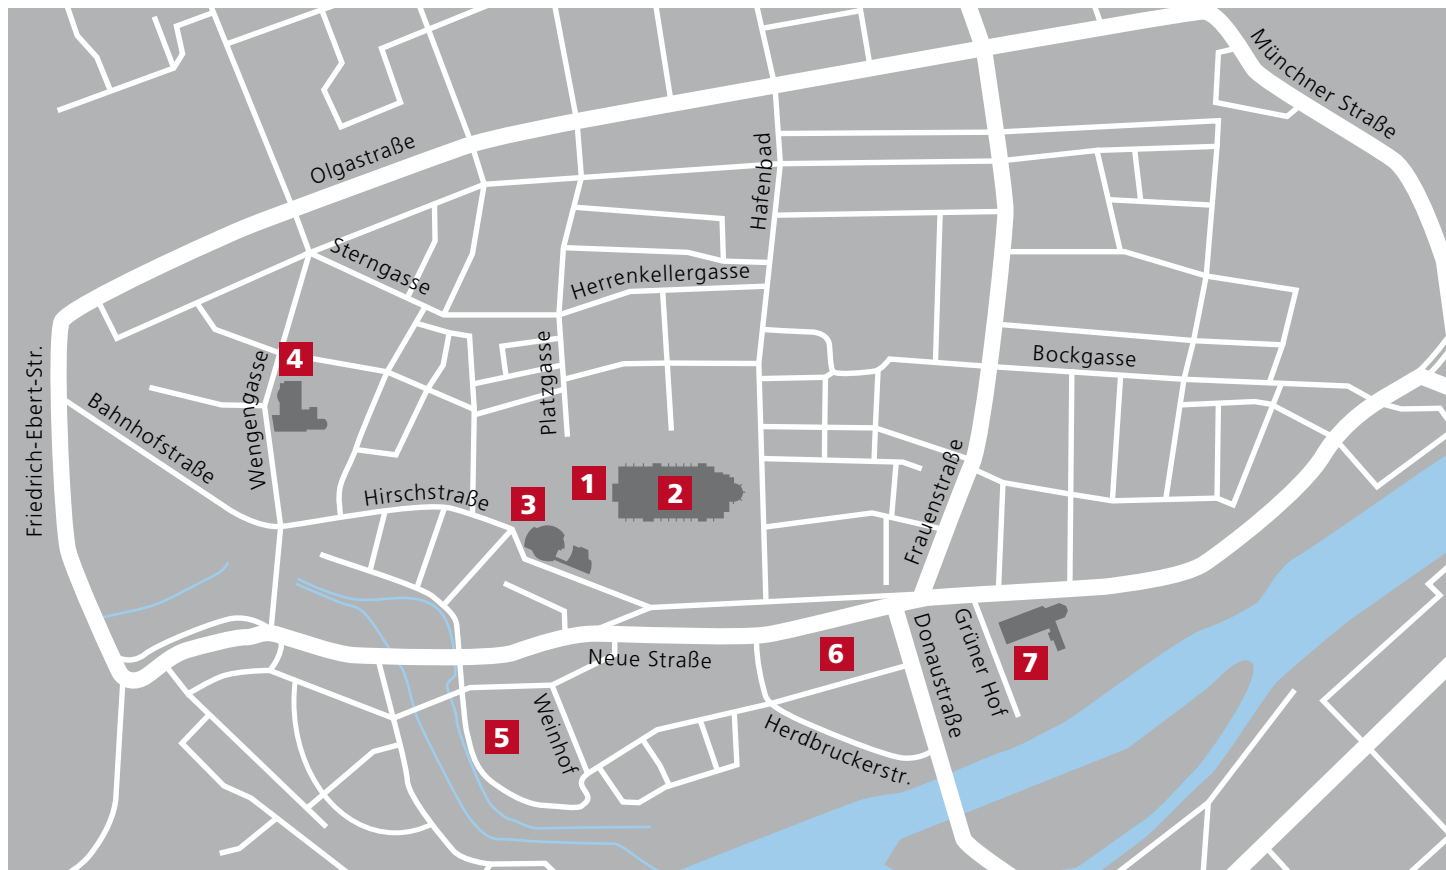 Münchner Straße
Olgastraße
Hafenbad
Sterngasse
Herrenkellergasse
Friedrich-Ebert-Str.
4
Wengengasse
Platzgasse
Bockgasse
Bahnhofstraße
Hirschstraße
3
1
2
Frauenstraße
Neue Straße
6
Donaustraße
Grüner Hof
7
5
Weinhof
Herdbruckerstr.